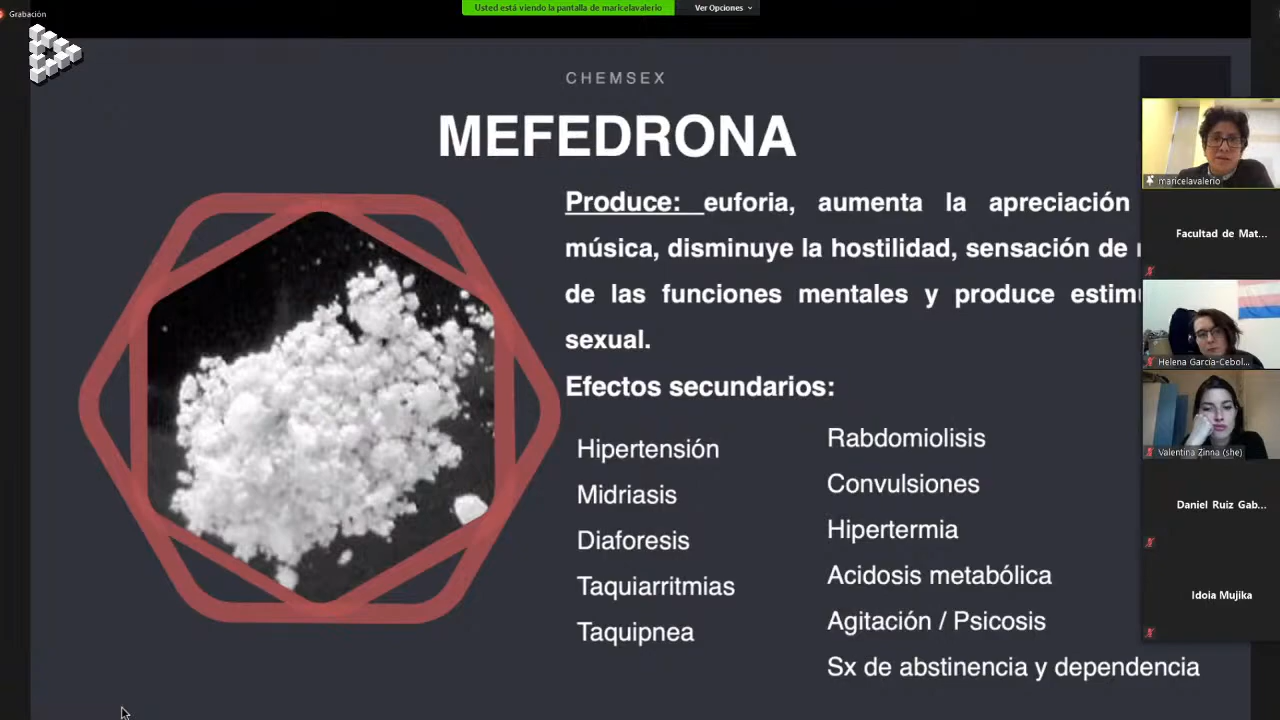 Grabación
Usted está viendo la pantalla de maricelavalerio
Ver Opciones
CHEMSEX
MEFEDRONA
Produce: euforia, aumenta la apreciación
música, disminuye la hostilidad, sensación de
de las funciones mentales y produce
sexual.
Efectos secundarios:
Hipertensión
Midriasis
Diaforesis
Taquiarritmias
Taquipnea
Rabdomiolisis
Convulsiones
Hipertermia
Acidosis metabólica
Agitación / Psicosis
Sx de abstinencia y dependencia
maricelavalerio
Facultad de Mat...
Helena García-Cebol...
Valentina Zinna (she)
Daniel Ruiz Gab...
Idoia Mujika